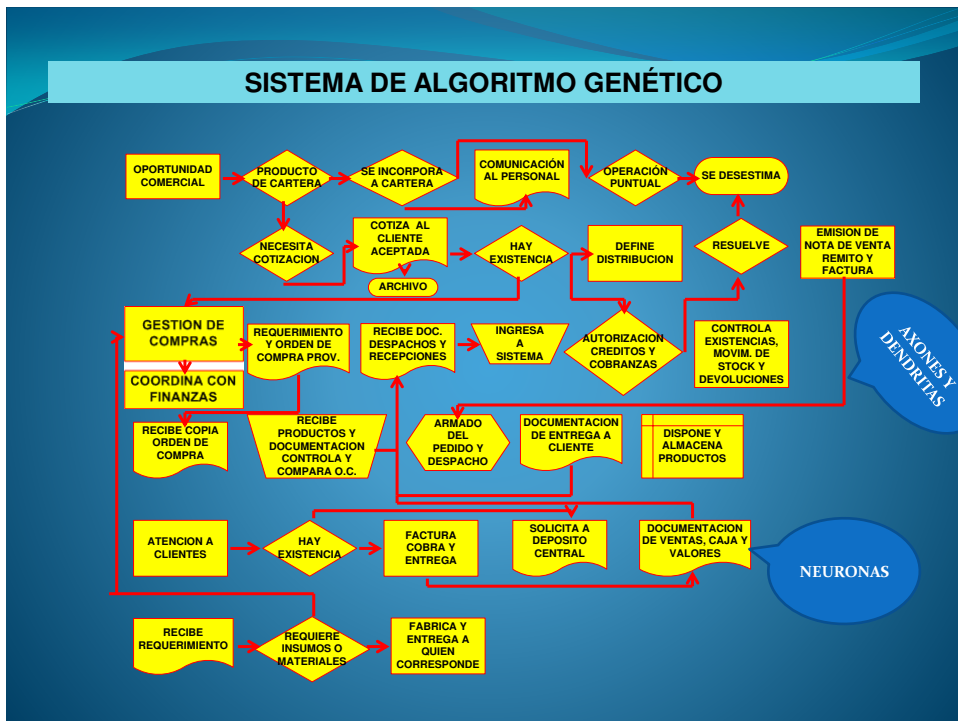 SISTEMA DE ALGORITMO GENÉTICO
OPORTUNIDAD
COMERCIAL
PRODUCTO
DE CARTERA
SE INCORPORA
A CARTERA
COMUNICACIÓN
AL PERSONAL
OPERACIÓN
PUNTUAL
SE DESESTIMA
NECESITA
COTIZACION
COTIZA AL
CLIENTE
ACEPTADA
ARCHIVO
HAY
EXISTENCIA
DEFINE
DISTRIBUCION
RESUELVE
EMISION DE
NOTA DE VENTA
REMITO Y
FACTURA
GESTION DE
COMPRAS
COORDINA CON
FINANZAS
REQUERIMIENTO
Y ORDEN DE
COMPRA PROV.
RECIBE DOC.
DESPACHOS Y
RECEPCIONES
INGRESA
A
SISTEMA
AUTORIZACION
CREDITOS Y
COBRANZAS
CONTROLA
EXISTENCIAS,
MOVIM. DE
STOCK Y
DEVOLUCIONES
AXONES Y
DENDRITAS
RECIBE COPIA
ORDEN DE
COMPRA
RECIBE
PRODUCTOS Y
DOCUMENTACION
CONTROLA Y
COMPARA O.C.
ARMADO
DEL
PEDIDO Y
DESPACHO
DOCUMENTACION
DE ENTREGA A
CLIENTE
DISPONE Y
ALMACENA
PRODUCTOS
ATENCION A
CLIENTES
HAY
EXISTENCIA
FACTURA
COBRA Y
ENTREGA
SOLICITA A
DEPOSITO
CENTRAL
DOCUMENTACION
DE VENTAS, CAJA Y
VALORES
NEURONAS
RECIBE
REQUERIMIENTO
REQUIERE
INSUMOS O
MATERIALES
FABRICA Y
ENTREGA A
QUIEN
CORRESPONDE